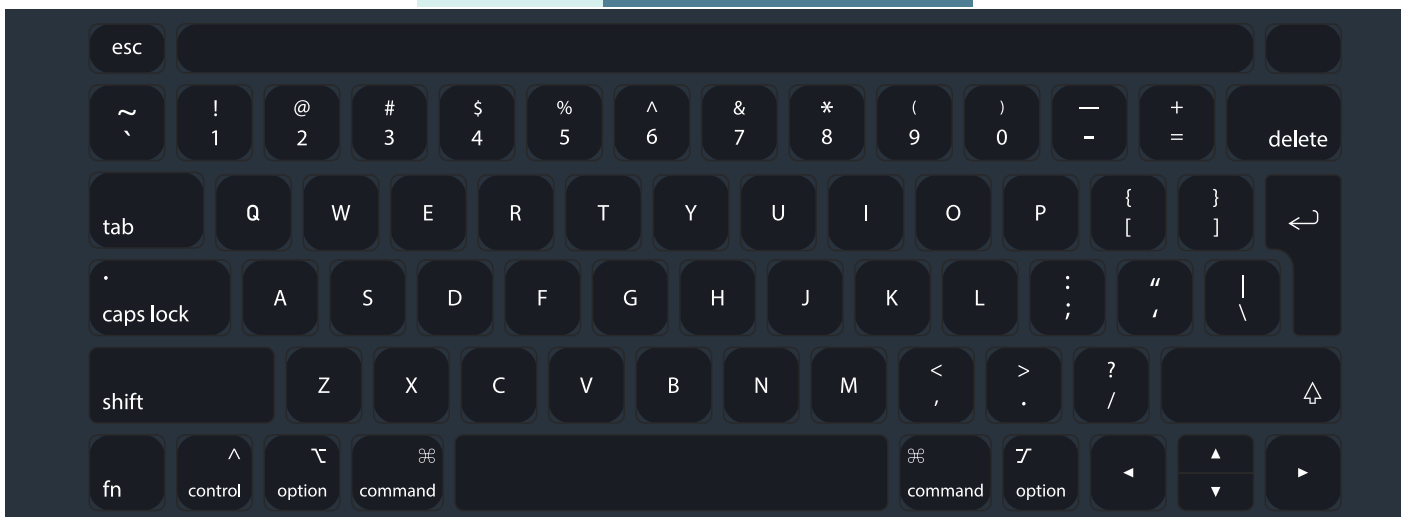 esc
~ ! @ # $ % ^ & * ( ) — +
` 1 2 3 4 5 6 7 8 9 0 - = delete
tab Q W E R T Y U I O P { [ } ]
caps lock A S D F G H J K L : ; “ ‘ | \
shift Z X C V B N M < , > . ? /
^ ⌥ ⌘ ⌘ ⌥
fn control option command command option